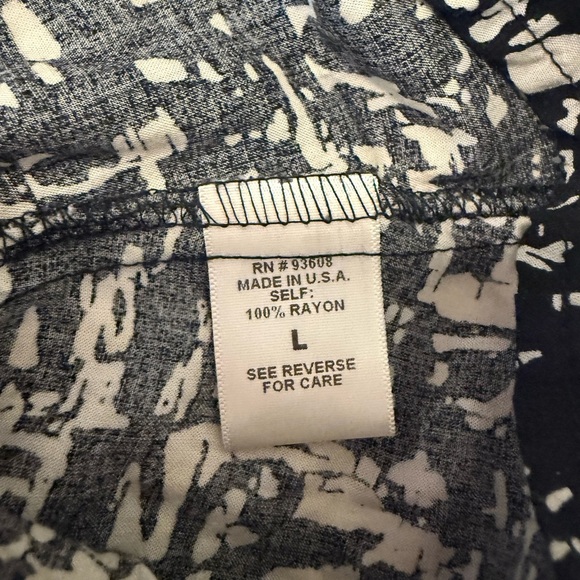 RN # 93608
MADE IN U.S.A.
SELF:
100% RAYON
L
SEE REVERSE
FOR CARE